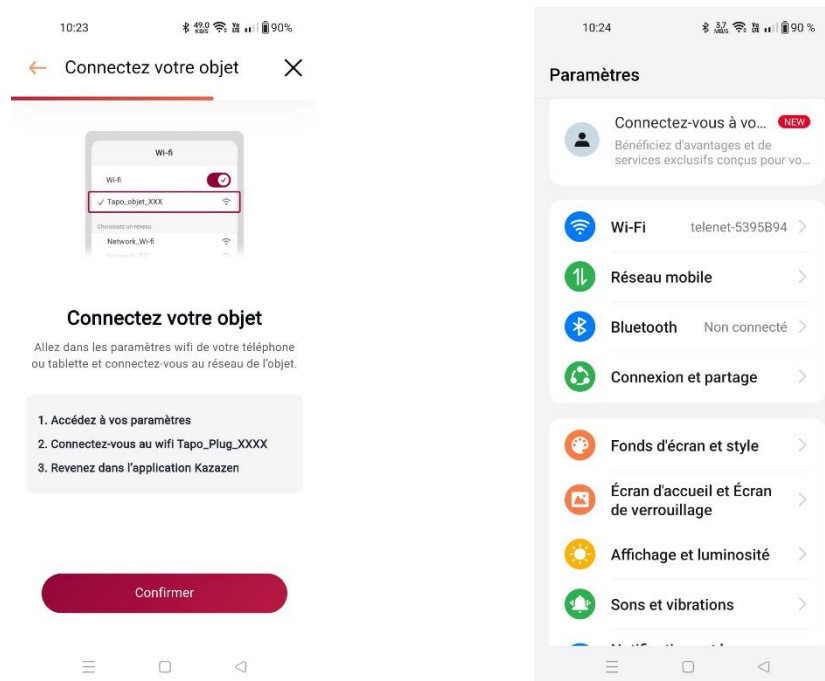 10:23
49.0 KB/S
90%
Connectez votre objet
Wi-fi
Wi-fi
Tapo_objet_XXX
Choisissez un réseau
Network_Wi-fi
Connectez votre objet
Allez dans les paramètres wifi de votre téléphone
ou tablette et connectez-vous au réseau de l'objet.
1. Accédez à vos paramètres
2. Connectez-vous au wifi Tapo_Plug_XXXX
3. Revenez dans l'application Kazazen
Confirmer
10:24
3,7
90 %
Paramètres
Connectez-vous à vo... NEW
Bénéficiez d'avantages et de
services exclusifs conçus pour vo...
Wi-Fi telenet-5395B94
Réseau mobile
Bluetooth Non connecté
Connexion et partage
Fonds d'écran et style
Écran d'accueil et Écran
de verrouillage
Affichage et luminosité
Sons et vibrations